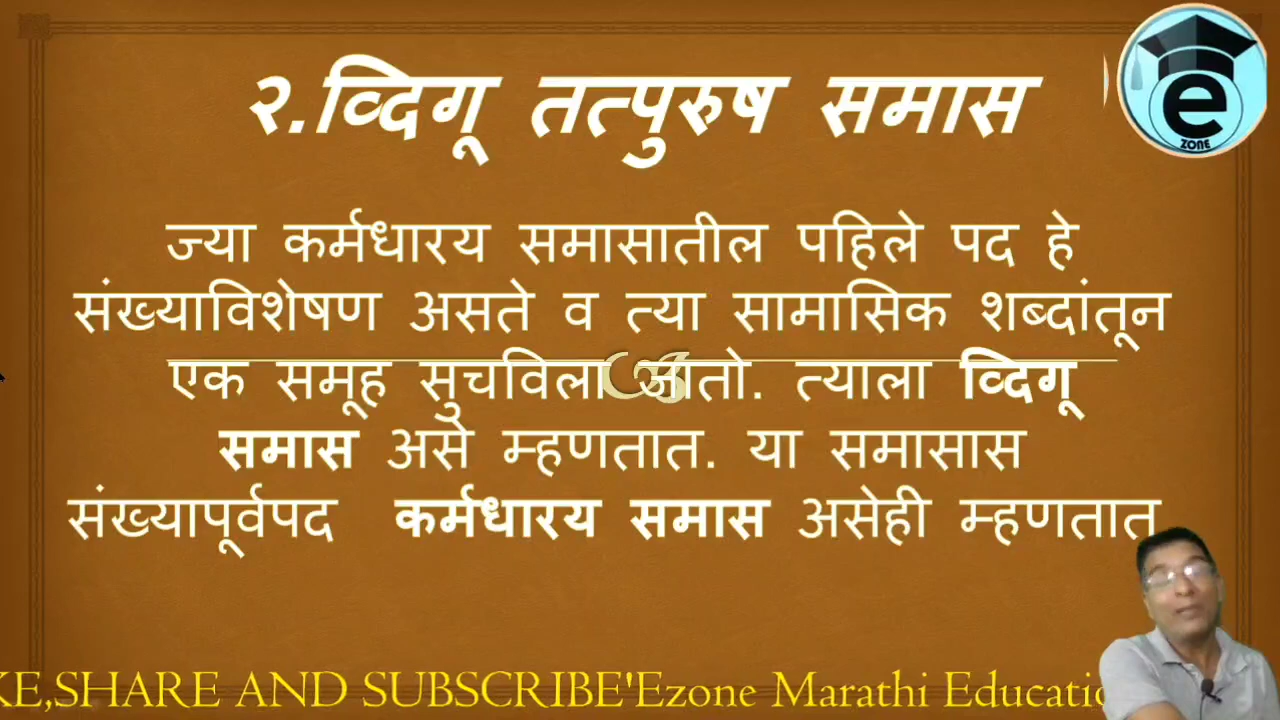 e
ZONE
२.व्दिगू तत्पुरुष समास
ज्या कर्मधारय समासातील पहिले पद हे
संख्याविशेषण असते व त्या सामासिक शब्दांतून
एक समूह सुचविला जातो. त्याला व्दिगू
समास असे म्हणतात. या समासास
संख्यापूर्वपद कर्मधारय समास असेही म्हणतात
KE,SHARE AND SUBSCRIBE'Ezone Marathi Educatio